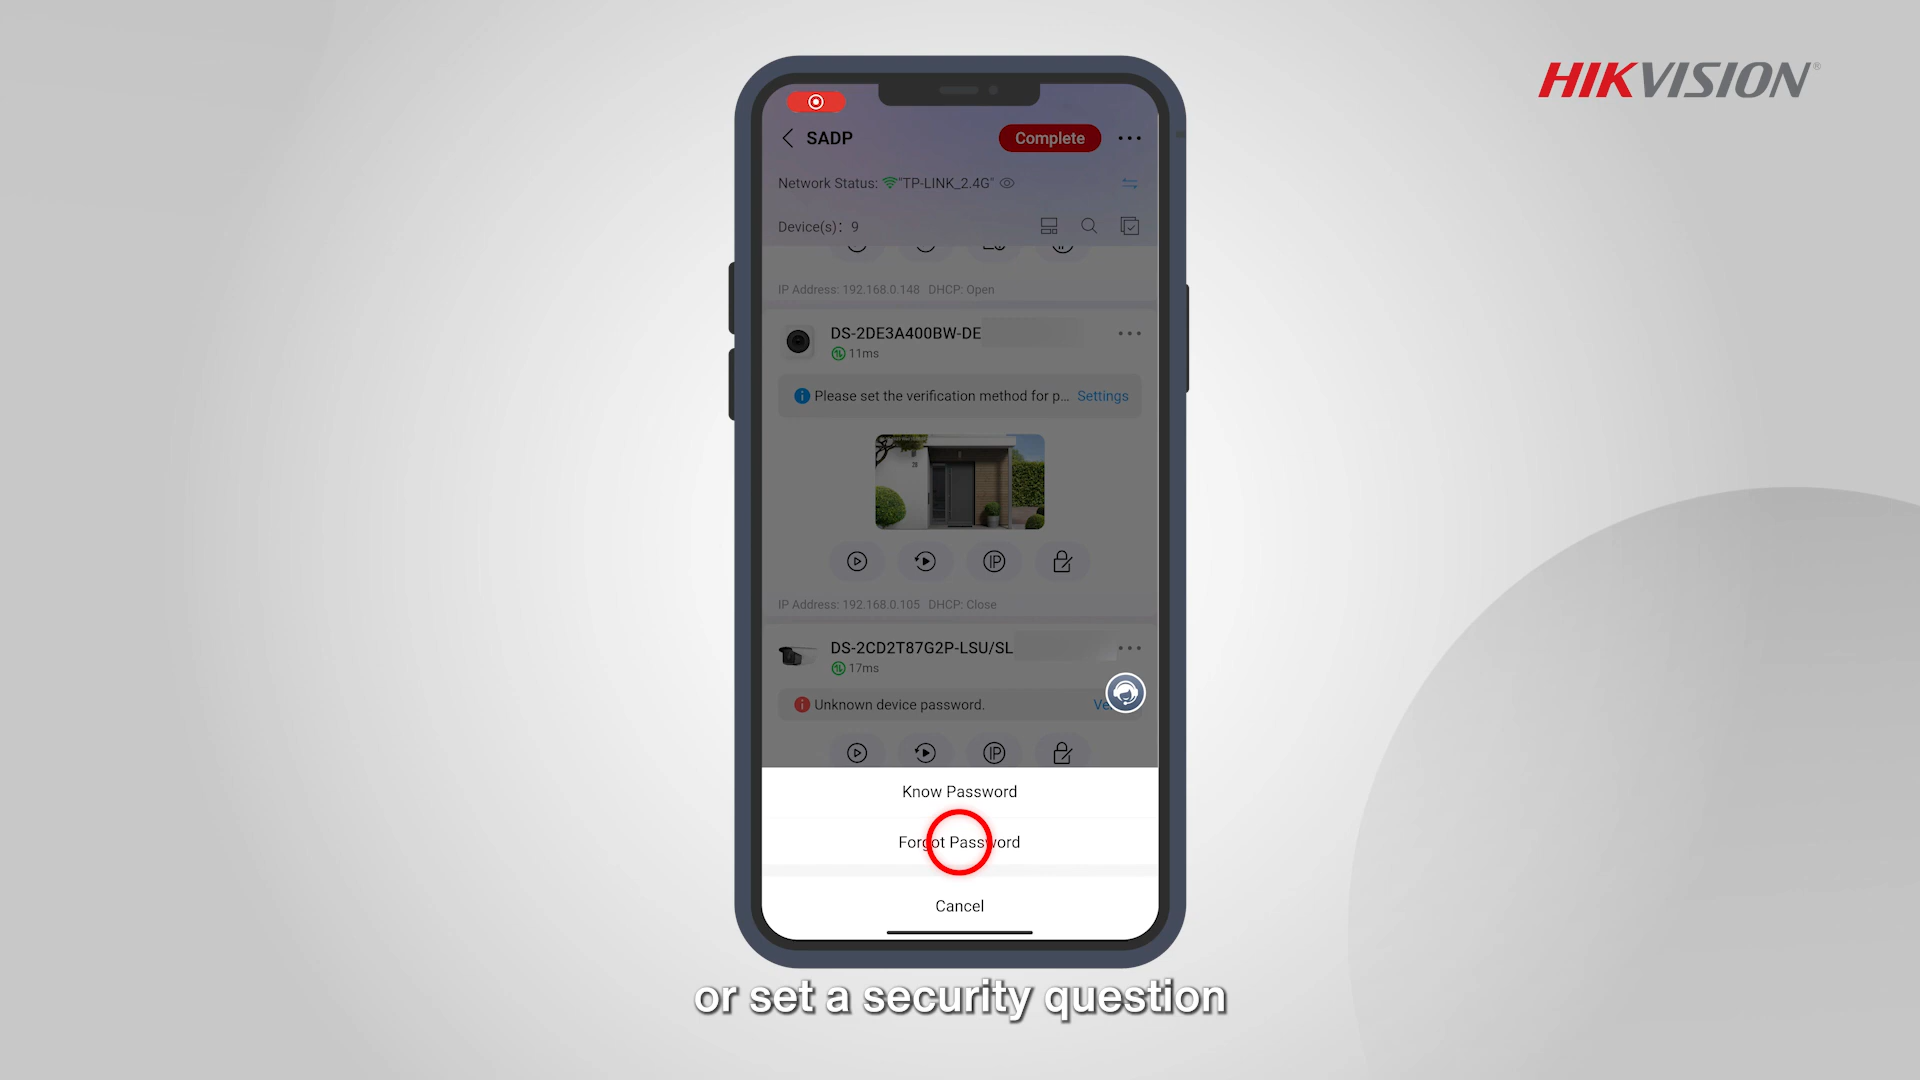 HIKVISION®
SADP
Complete
Network Status: "TP-LINK_2.4G"
Device(s): 9
IP Address: 192.168.0.148 DHCP: Open
DS-2DE3A400BW-DE
11ms
Please set the verification method for p... Settings
IP
IP Address: 192.168.0.105 DHCP: Close
DS-2CD2T87G2P-LSU/SL
17ms
Unknown device password.
IP
Know Password
Forgot Password
Cancel
or set a security question